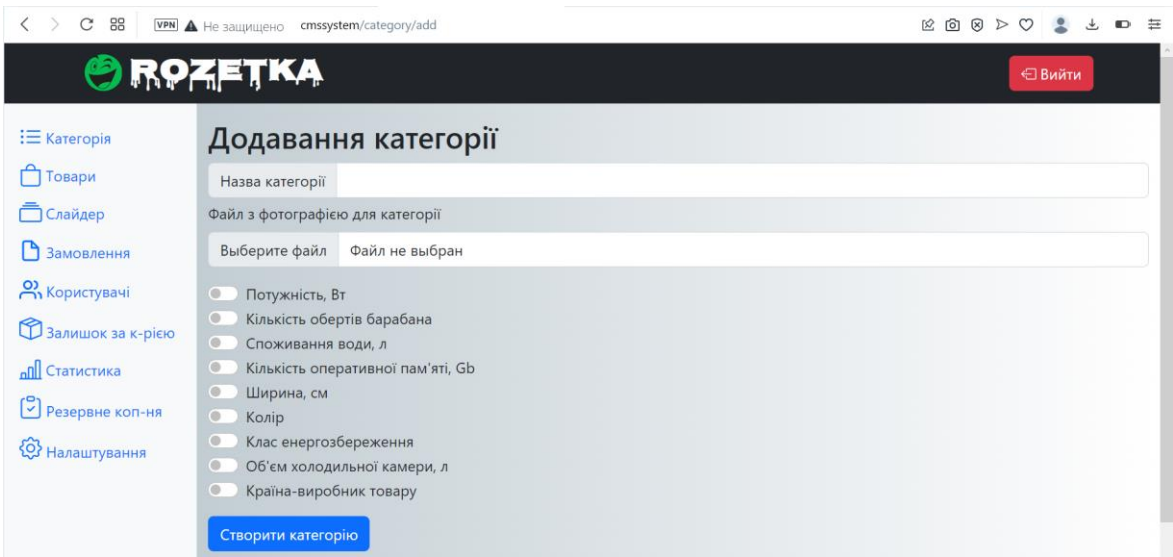 VPN Не защищено cmssystem/category/add
ROZETKA
Вийти
Категорія
Товари
Слайдер
Замовлення
Користувачі
Залишок за к-рією
Статистика
Резервне коп-ня
Налаштування
Додавання категорії
Назва категорії
Файл з фотографією для категорії
Выберите файл Файл не выбран
Потужність, Вт
Кількість обертів барабана
Споживання води, л
Кількість оперативної пам'яті, Gb
Ширина, см
Колір
Клас енергозбереження
Об'єм холодильної камери, л
Країна-виробник товару
Створити категорію